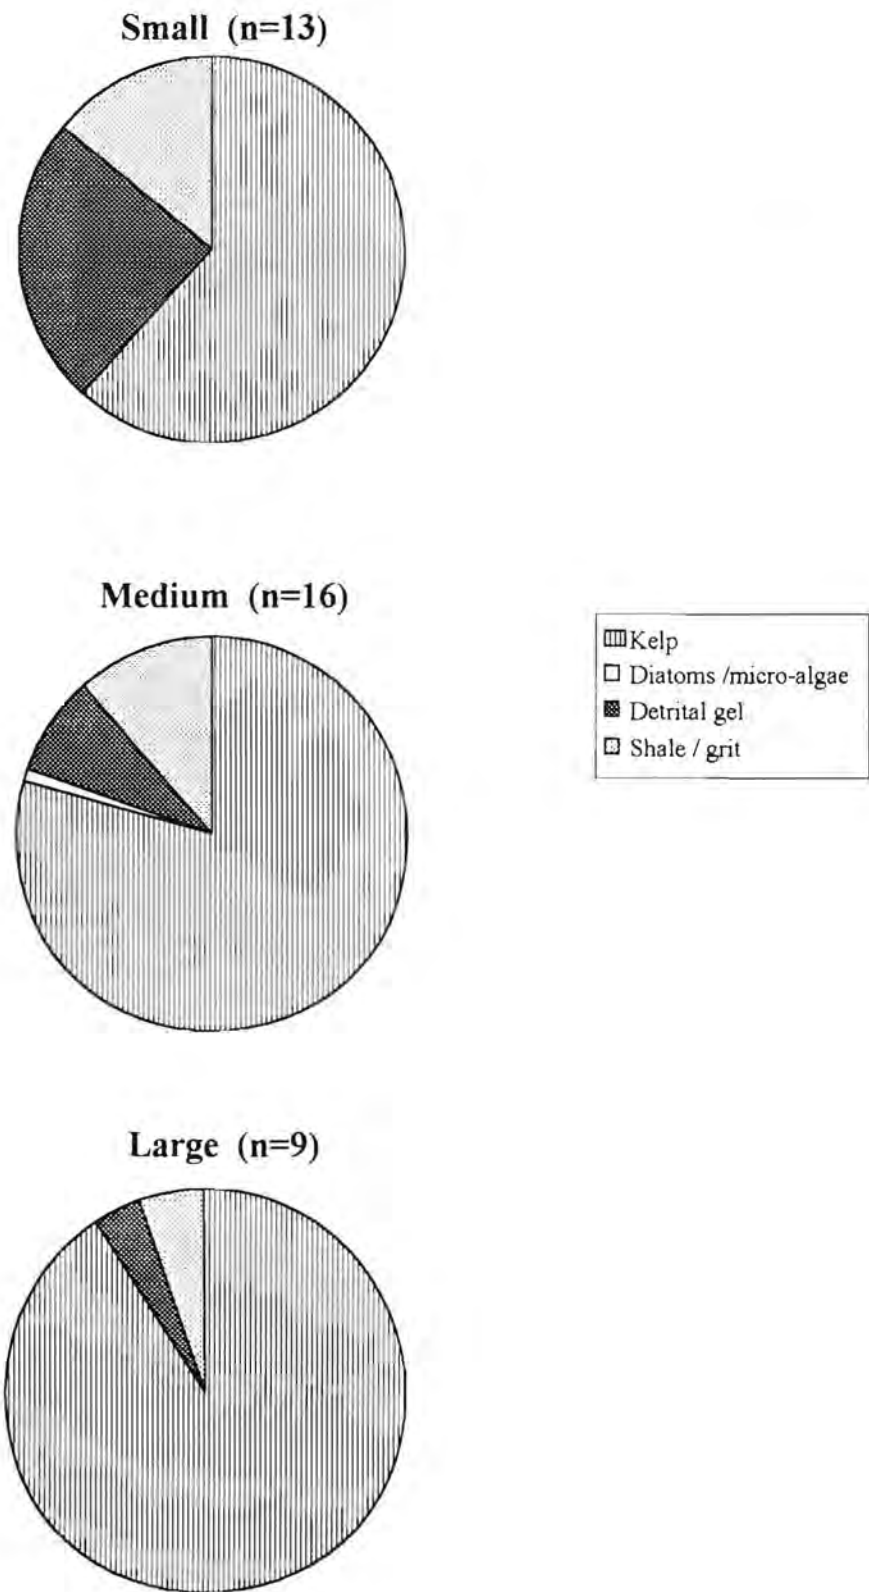 Small (n=13)
Medium (n=16)
Kelp
Diatoms /micro-algae
Detrital gel
Shale / grit
Large (n=9)